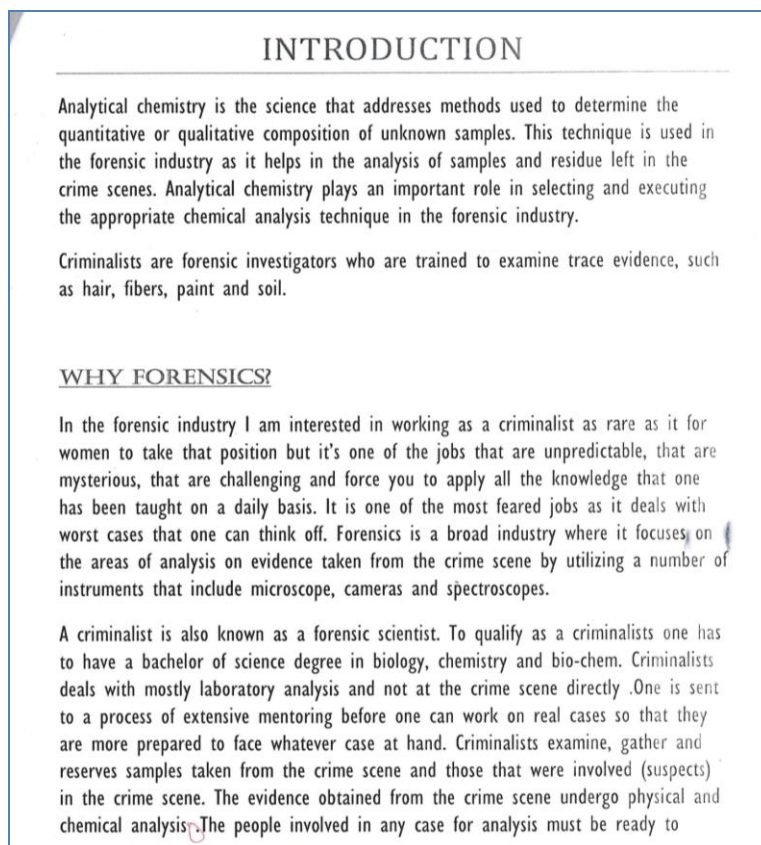 INTRODUCTION
Analytical chemistry is the science that addresses methods used to determine the
quantitative or qualitative composition of unknown samples. This technique is used in
the forensic industry as it helps in the analysis of samples and residue left in the
crime scenes. Analytical chemistry plays an important role in selecting and executing
the appropriate chemical analysis technique in the forensic industry.
Criminalists are forensic investigators who are trained to examine trace evidence, such
as hair, fibers, paint and soil.
WHY FORENSICS?
In the forensic industry I am interested in working as a criminalist as rare as it for
women to take that position but it's one of the jobs that are unpredictable, that are
mysterious, that are challenging and force you to apply all the knowledge that one
has been taught on a daily basis. It is one of the most feared jobs as it deals with
worst cases that one can think off. Forensics is a broad industry where it focuses on
the areas of analysis on evidence taken from the crime scene by utilizing a number of
instruments that include microscope, cameras and spectroscopes.
A criminalist is also known as a forensic scientist. To qualify as a criminalists one has
to have a bachelor of science degree in biology, chemistry and bio-chem. Criminalists
deals with mostly laboratory analysis and not at the crime scene directly .One is sent
to a process of extensive mentoring before one can work on real cases so that they
are more prepared to face whatever case at hand. Criminalists examine, gather and
reserves samples taken from the crime scene and those that were involved (suspects)
in the crime scene. The evidence obtained from the crime scene undergo physical and
chemical analysis .The people involved in any case for analysis must be ready to